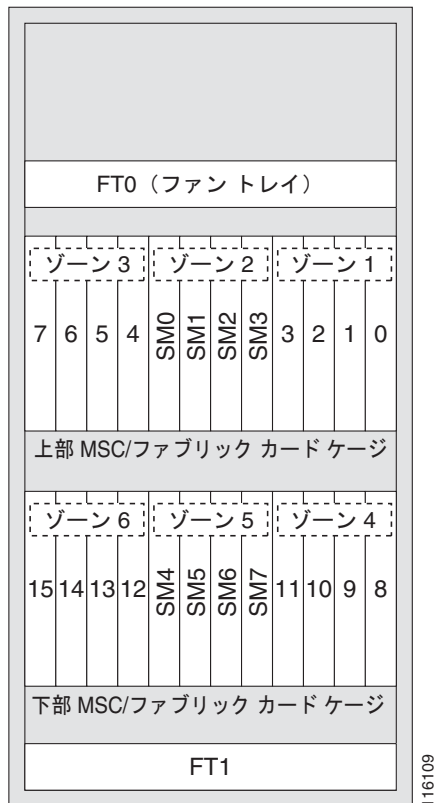 FT0（ファン トレイ）
ゾーン 3 ゾーン 2 ゾーン 1
7 6 5 4 SM0 SM1 SM2 SM3 3 2 1 0
上部 MSC/ファブリック カード ケージ
ゾーン 6 ゾーン 5 ゾーン 4
15 14 13 12 SM4 SM5 SM6 SM7 11 10 9 8
下部 MSC/ファブリック カード ケージ
FT1
116109